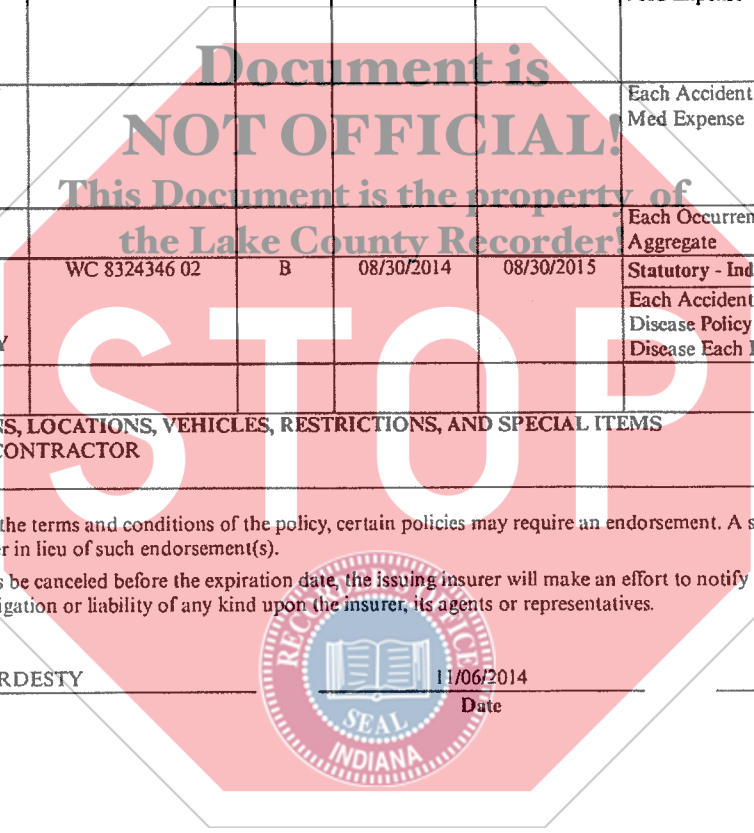 Document is
NOT OFFICIAL!
This Document is the property of
the Lake County Recorder!
Each Accident
Med Expense
Each Occurren
Aggregate
WC 8324346 02 B 08/30/2014 08/30/2015 Statutory - Ind
Each Accident
Disease Policy
Y
Disease Each
STOP
NS, LOCATIONS, VEHICLES, RESTRICTIONS, AND SPECIAL ITEMS
CONTRACTOR
the terms and conditions of the policy, certain policies may require an endorsement. A s
r in lieu of such endorsement(s).
s be canceled before the expiration date, the issuing insurer will make an effort to notify
igation or liability of any kind upon the insurer, its agents or representatives.
RDESTY 11/06/2014
Date
RECORDER'S OFFICE
SEAL
INDIANA